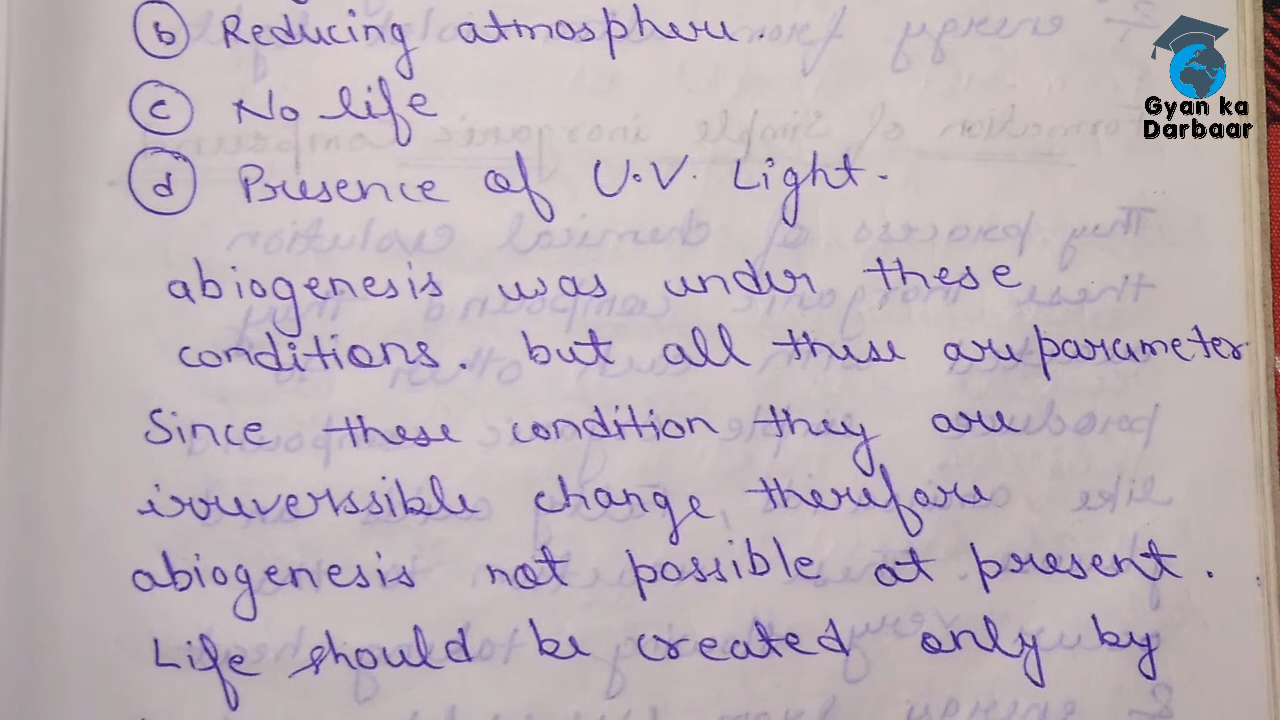 b Reducing atmosphere.
c No life
d Presence of U.V. Light.
abiogenesis was under these
conditions. but all these are parameter
Since these condition they are
irreverssible change, therefore
abiogenesis not possible at present.
Life should be created only by
Gyan ka
Darbaar